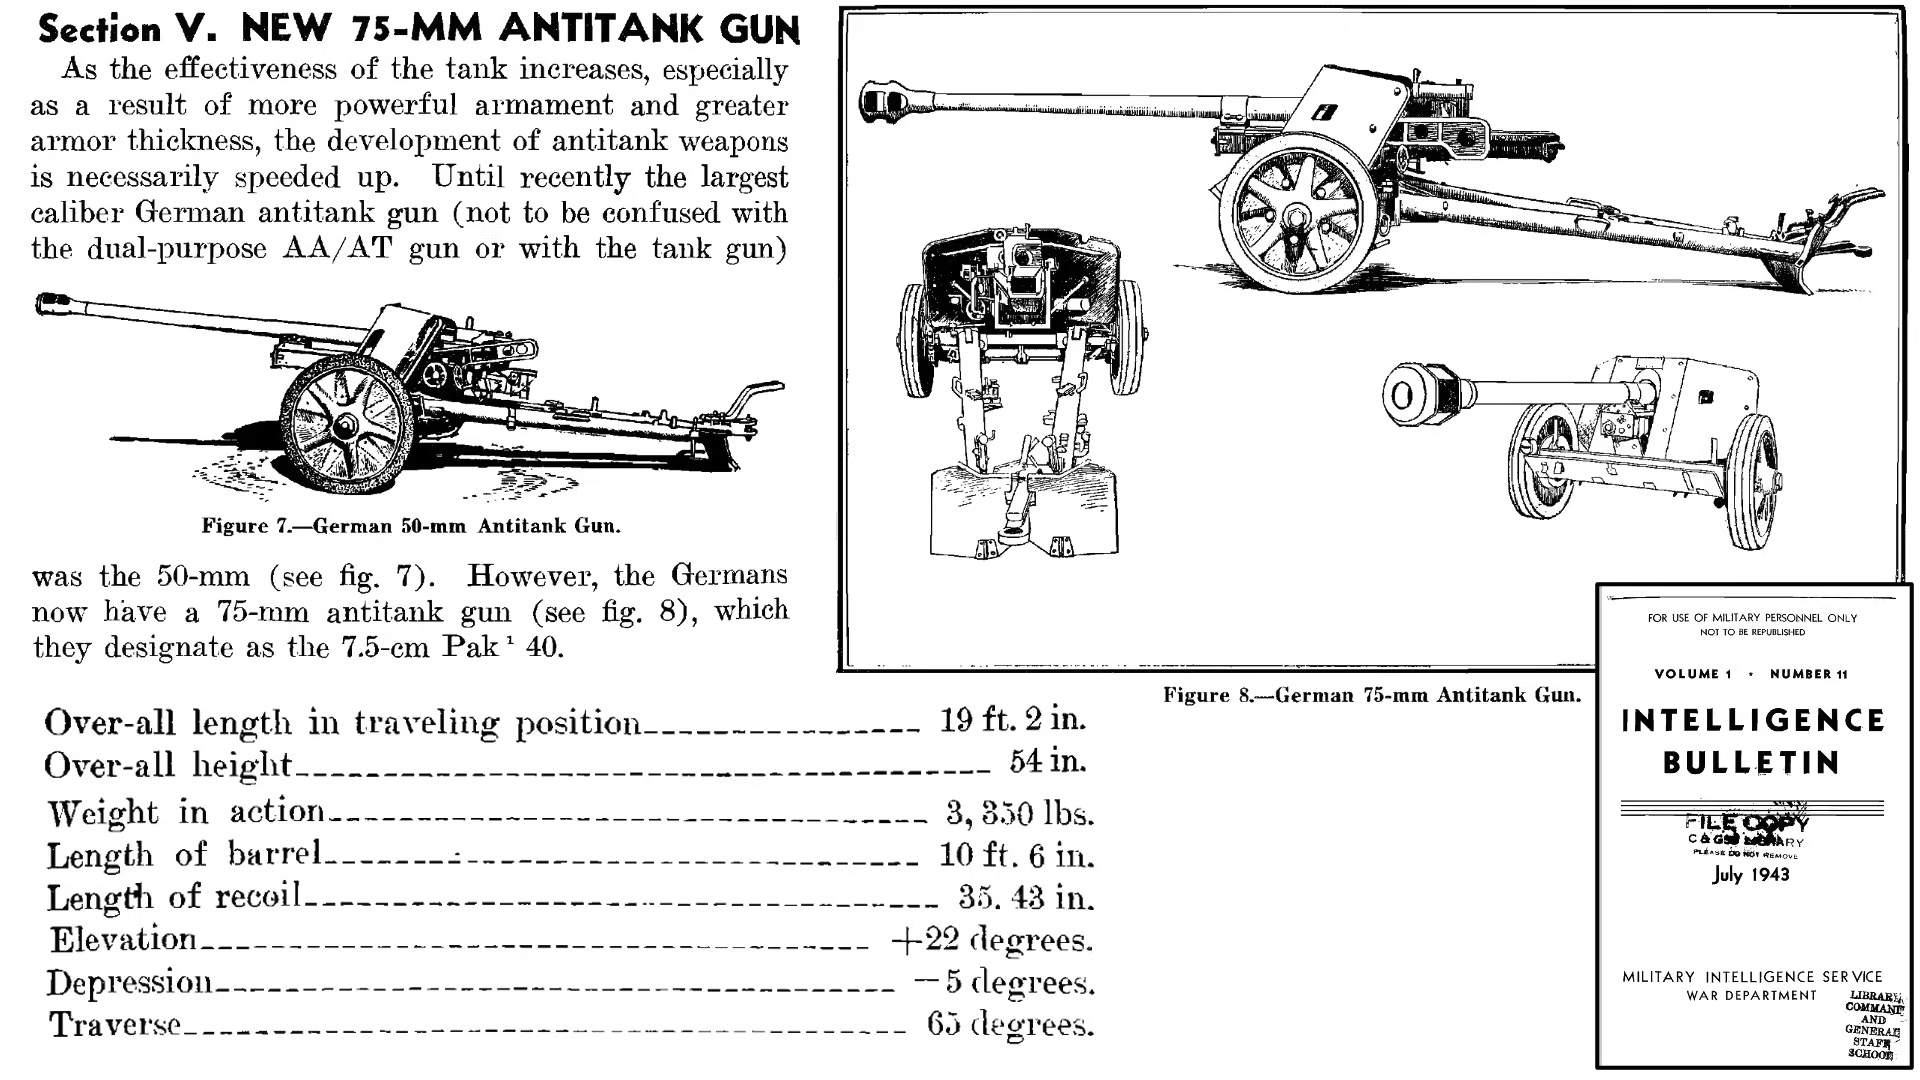 Section V. NEW 75-MM ANTITANK GUN
As the effectiveness of the tank increases, especially
as a result of more powerful armament and greater
armor thickness, the development of antitank weapons
is necessarily speeded up. Until recently the largest
caliber German antitank gun (not to be confused with
the dual-purpose AA/AT gun or with the tank gun)
Figure 7.—German 50-mm Antitank Gun.
was the 50-mm (see fig. 7). However, the Germans
now have a 75-mm antitank gun (see fig. 8), which
they designate as the 7.5-cm Pak¹ 40.
Figure 8.—German 75-mm Antitank Gun.
Over-all length in traveling position 19 ft. 2 in.
Over-all height 54 in.
Weight in action 3,350 lbs.
Length of barrel 10 ft. 6 in.
Length of recoil 35.43 in.
Elevation +22 degrees.
Depression −5 degrees.
Traverse 65 degrees.
FOR USE OF MILITARY PERSONNEL ONLY
NOT TO BE REPUBLISHED
VOLUME 1 • NUMBER 11
INTELLIGENCE
BULLETIN
FILE COPY
C & GSS LIBRARY
PLEASE DO NOT REMOVE
July 1943
MILITARY INTELLIGENCE SERVICE
WAR DEPARTMENT
LIBRARY
COMMAND
AND
GENERAL
STAFF
SCHOOL